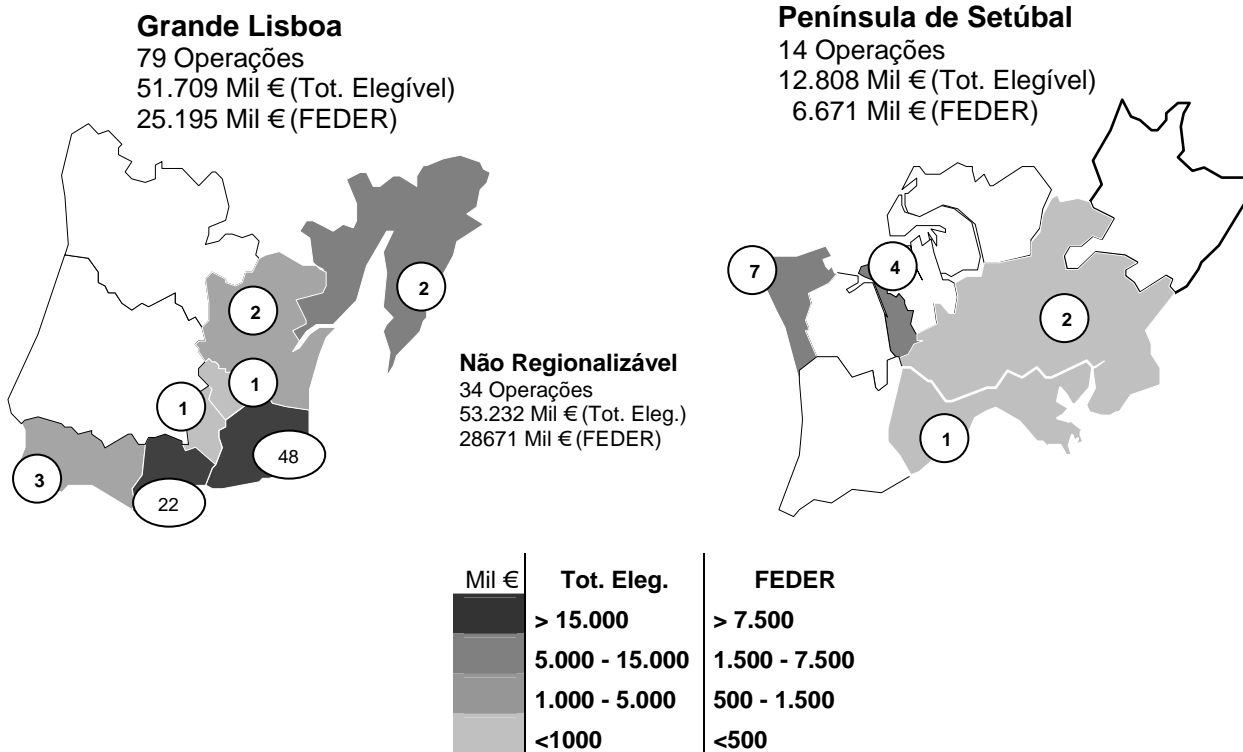 Grande Lisboa
79 Operações
51.709 Mil € (Tot. Elegível)
25.195 Mil € (FEDER)
Península de Setúbal
14 Operações
12.808 Mil € (Tot. Elegível)
6.671 Mil € (FEDER)
2
2
1
1
3
22
48
Não Regionalizável
34 Operações
53.232 Mil € (Tot. Eleg.)
28671 Mil € (FEDER)
7
4
2
1
Mil € Tot. Eleg. FEDER
> 15.000 > 7.500
5.000 - 15.000 1.500 - 7.500
1.000 - 5.000 500 - 1.500
<1000 <500